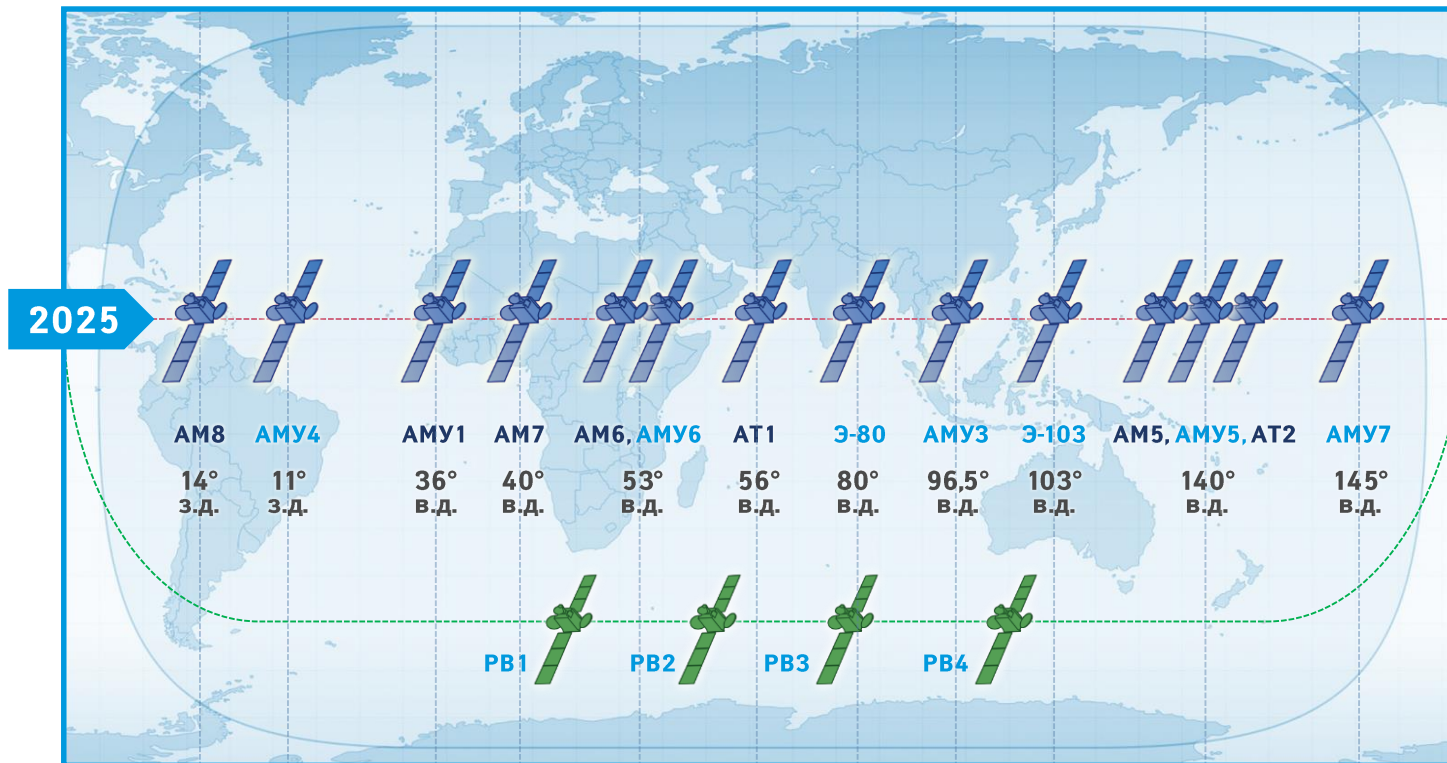 2025
АМ8 АМУ4 АМУ1 АМ7 АМ6, АМУ6 АТ1 Э-80 АМУ3 Э-103 АМ5, АМУ5, АТ2 АМУ7
14° 11° 36° 40° 53° 56° 80° 96,5° 103° 140° 145°
з.д. з.д. в.д. в.д. в.д. в.д. в.д. в.д. в.д. в.д. в.д.
РВ1 РВ2 РВ3 РВ4